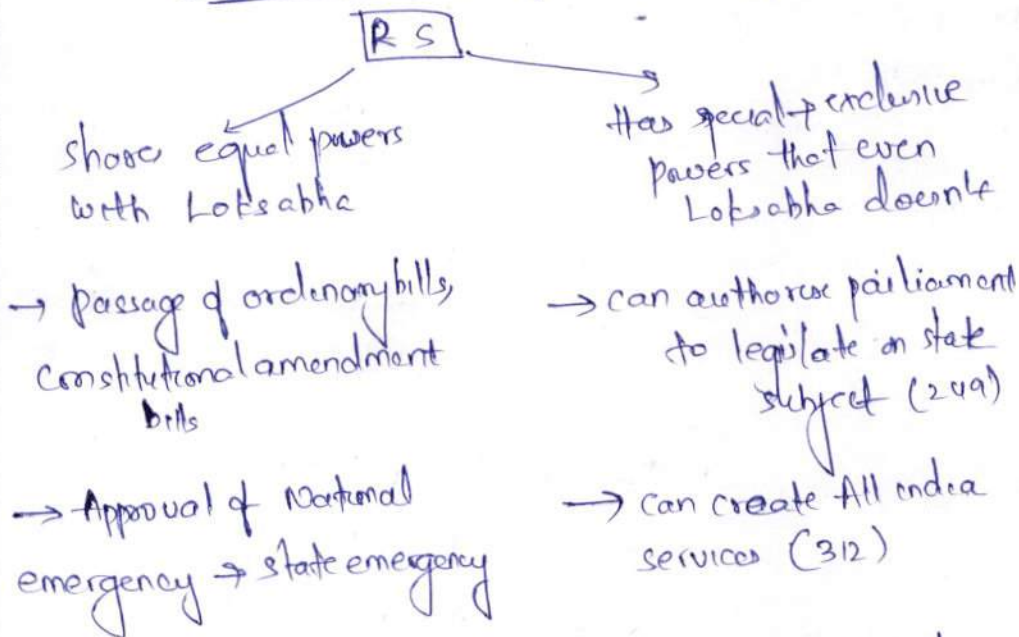 R S
share equal powers
with Loksabha
→ passage of ordinary bills,
constitutional amendment
bills
→ Approval of National
emergency → state emergency
Has special + exclusive
powers that even
Loksabha doesn't
→ can authorise parliament
to legislate on state
subject (249)
→ can create All india
services (312)